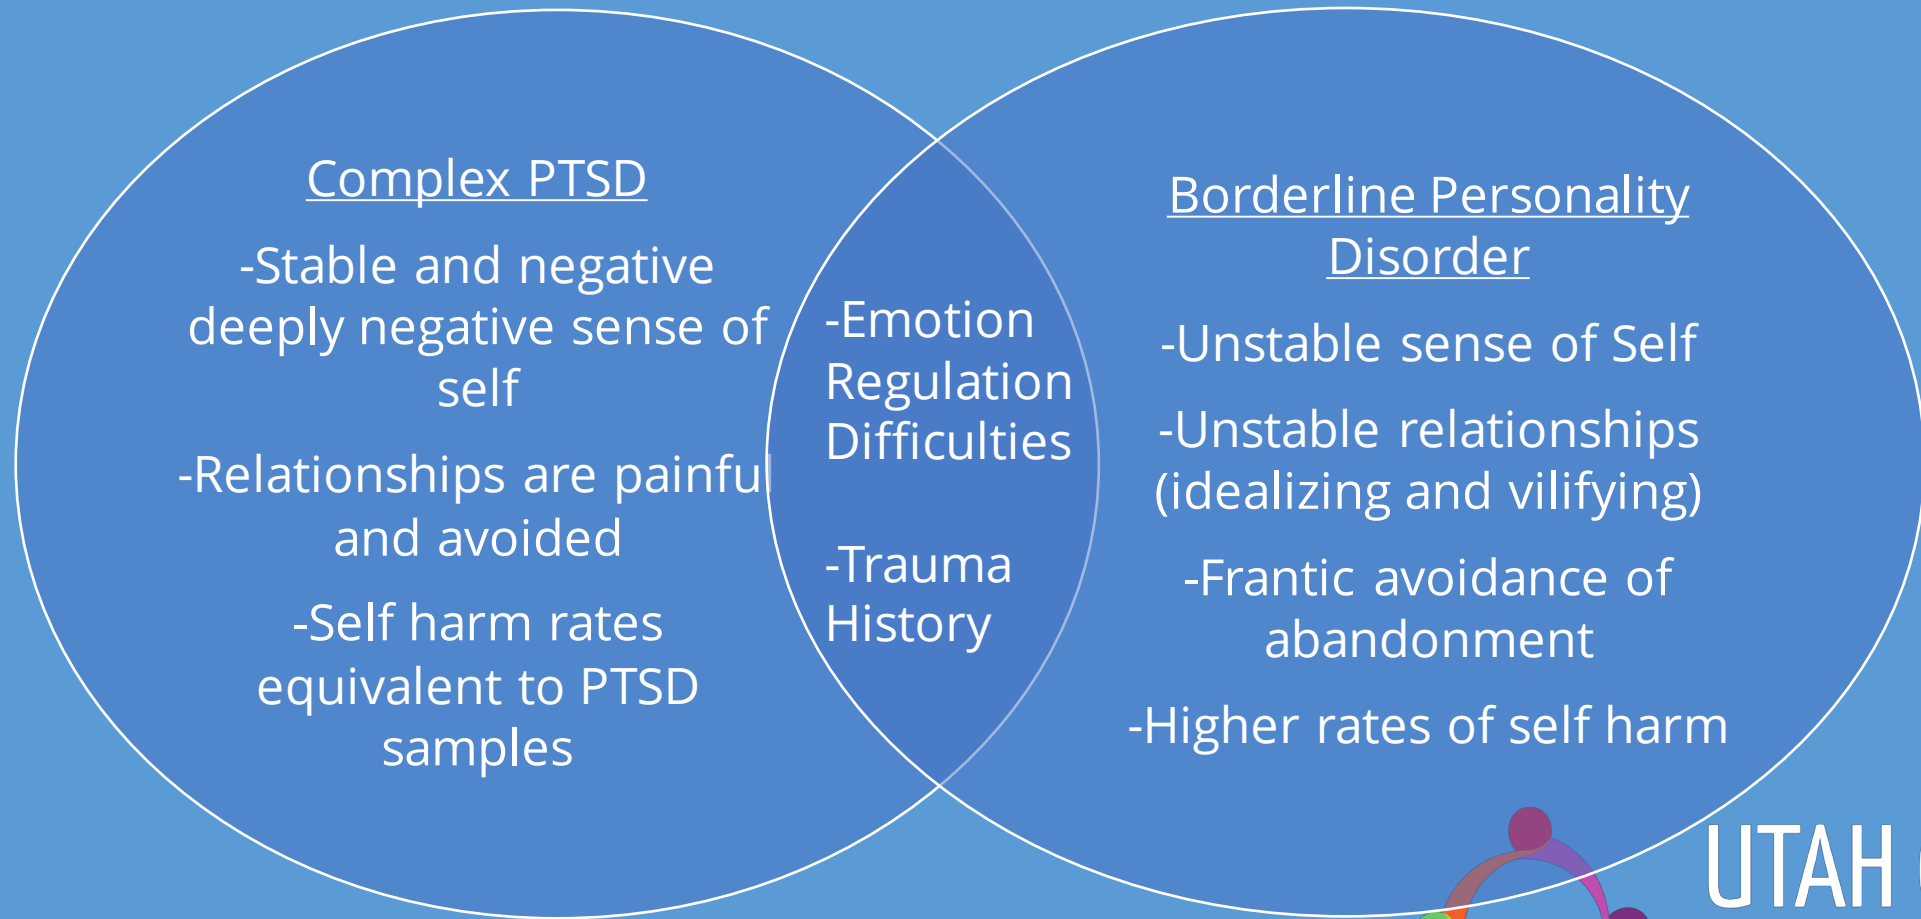 Complex PTSD
-Stable and negative
deeply negative sense of
self
-Relationships are painful
and avoided
-Self harm rates
equivalent to PTSD
samples
-Emotion
Regulation
Difficulties
-Trauma
History
Borderline Personality
Disorder
-Unstable sense of Self
-Unstable relationships
(idealizing and vilifying)
-Frantic avoidance of
abandonment
-Higher rates of self harm
UTAH